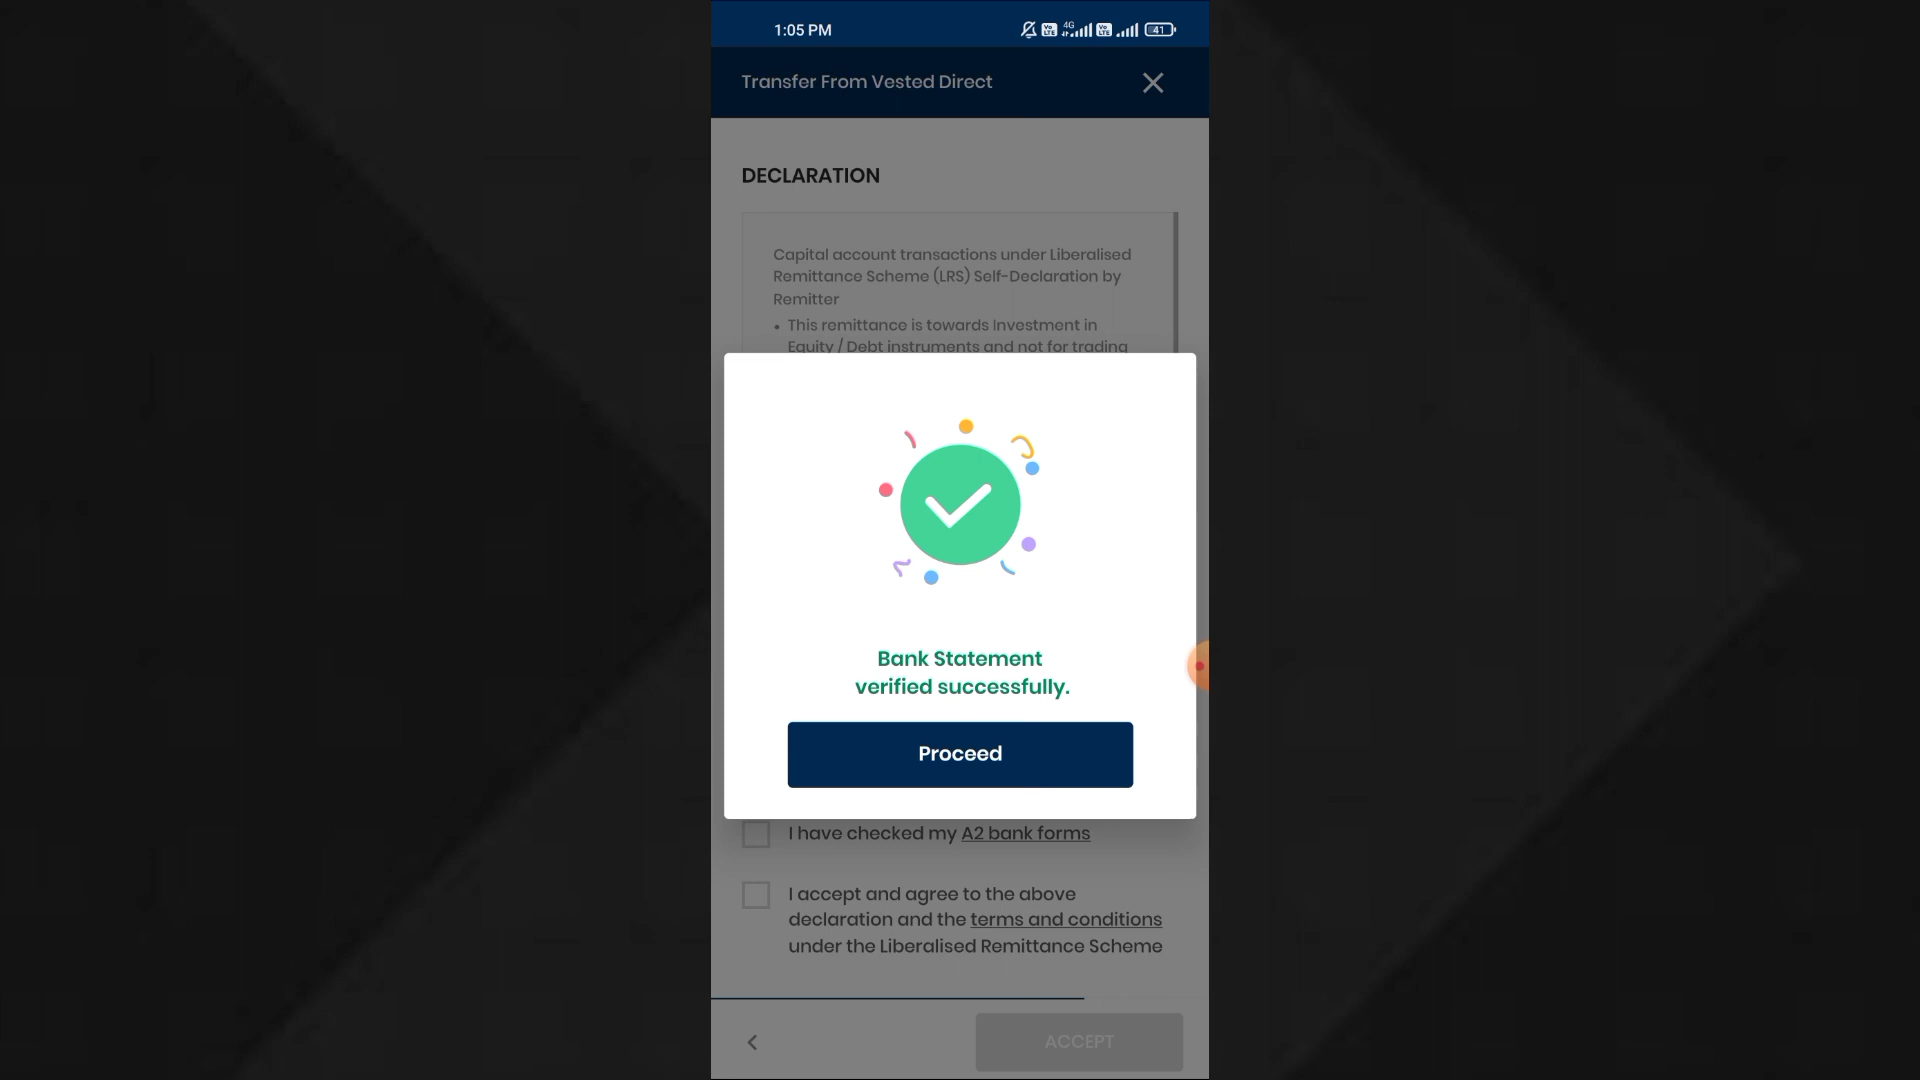 1:05 PM
4G
41
Transfer From Vested Direct
DECLARATION
Capital account transactions under Liberalised
Remittance Scheme (LRS) Self-Declaration by
Remitter
• This remittance is towards Investment in
Equity / Debt instruments and not for trading
Bank Statement
verified successfully.
Proceed
I have checked my A2 bank forms
I accept and agree to the above
declaration and the terms and conditions
under the Liberalised Remittance Scheme
ACCEPT